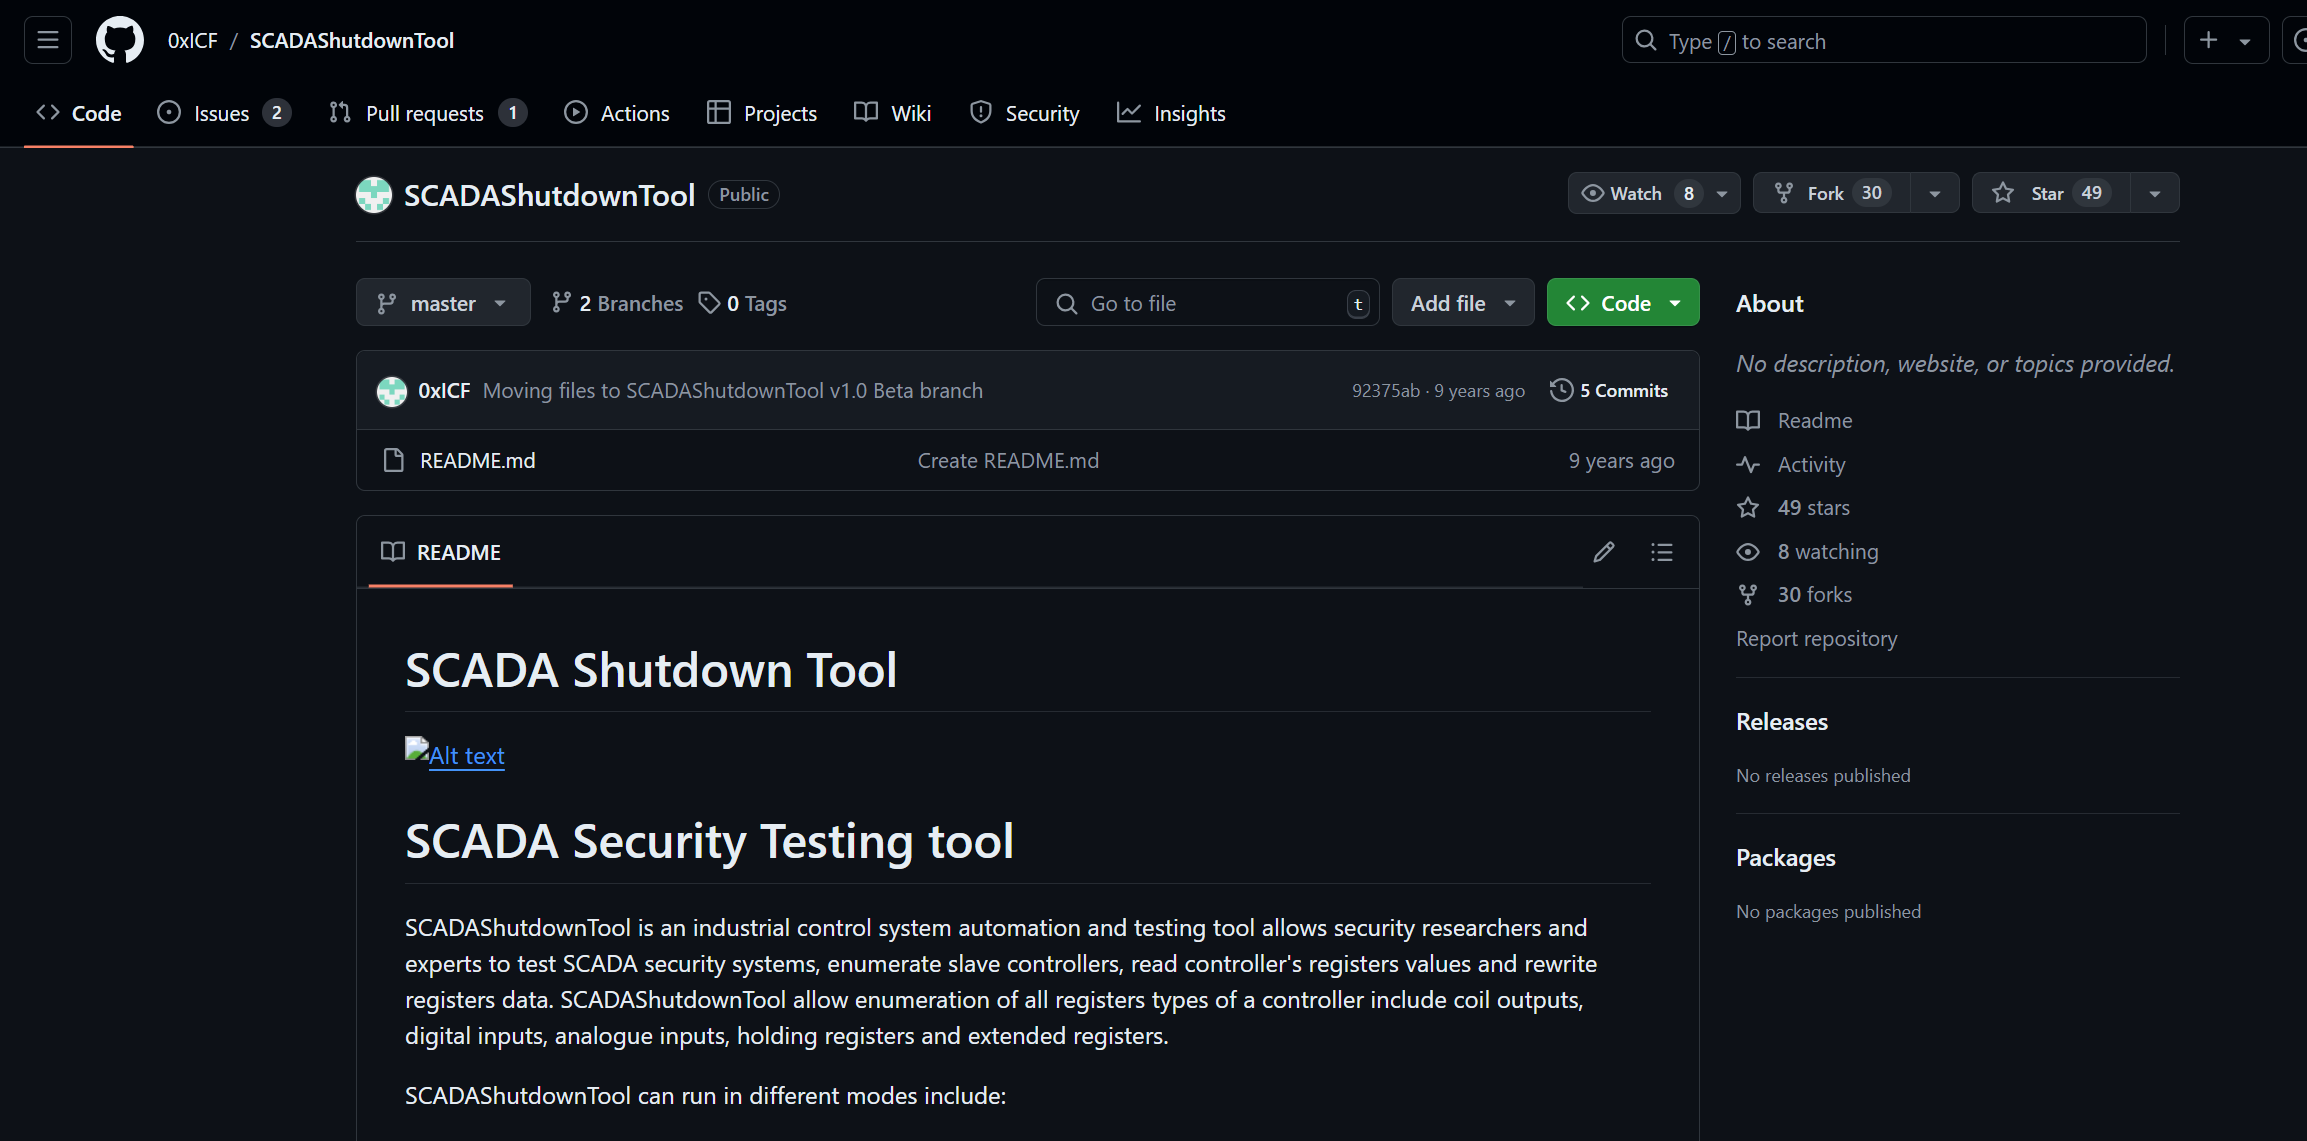 0xICF / SCADAShutdownTool
Type / to search
Code
Issues 2
Pull requests 1
Actions
Projects
Wiki
Security
Insights
SCADAShutdownTool Public
Watch 8
Fork 30
Star 49
master
2 Branches
0 Tags
Go to file t
Add file
Code
0xICF Moving files to SCADAShutdownTool v1.0 Beta branch 92375ab · 9 years ago 5 Commits
README.md Create README.md 9 years ago
README
SCADA Shutdown Tool
Alt text
SCADA Security Testing tool
SCADAShutdownTool is an industrial control system automation and testing tool allows security researchers and
experts to test SCADA security systems, enumerate slave controllers, read controller's registers values and rewrite
registers data. SCADAShutdownTool allow enumeration of all registers types of a controller include coil outputs,
digital inputs, analogue inputs, holding registers and extended registers.
SCADAShutdownTool can run in different modes include:
About
No description, website, or topics provided.
Readme
Activity
49 stars
8 watching
30 forks
Report repository
Releases
No releases published
Packages
No packages published